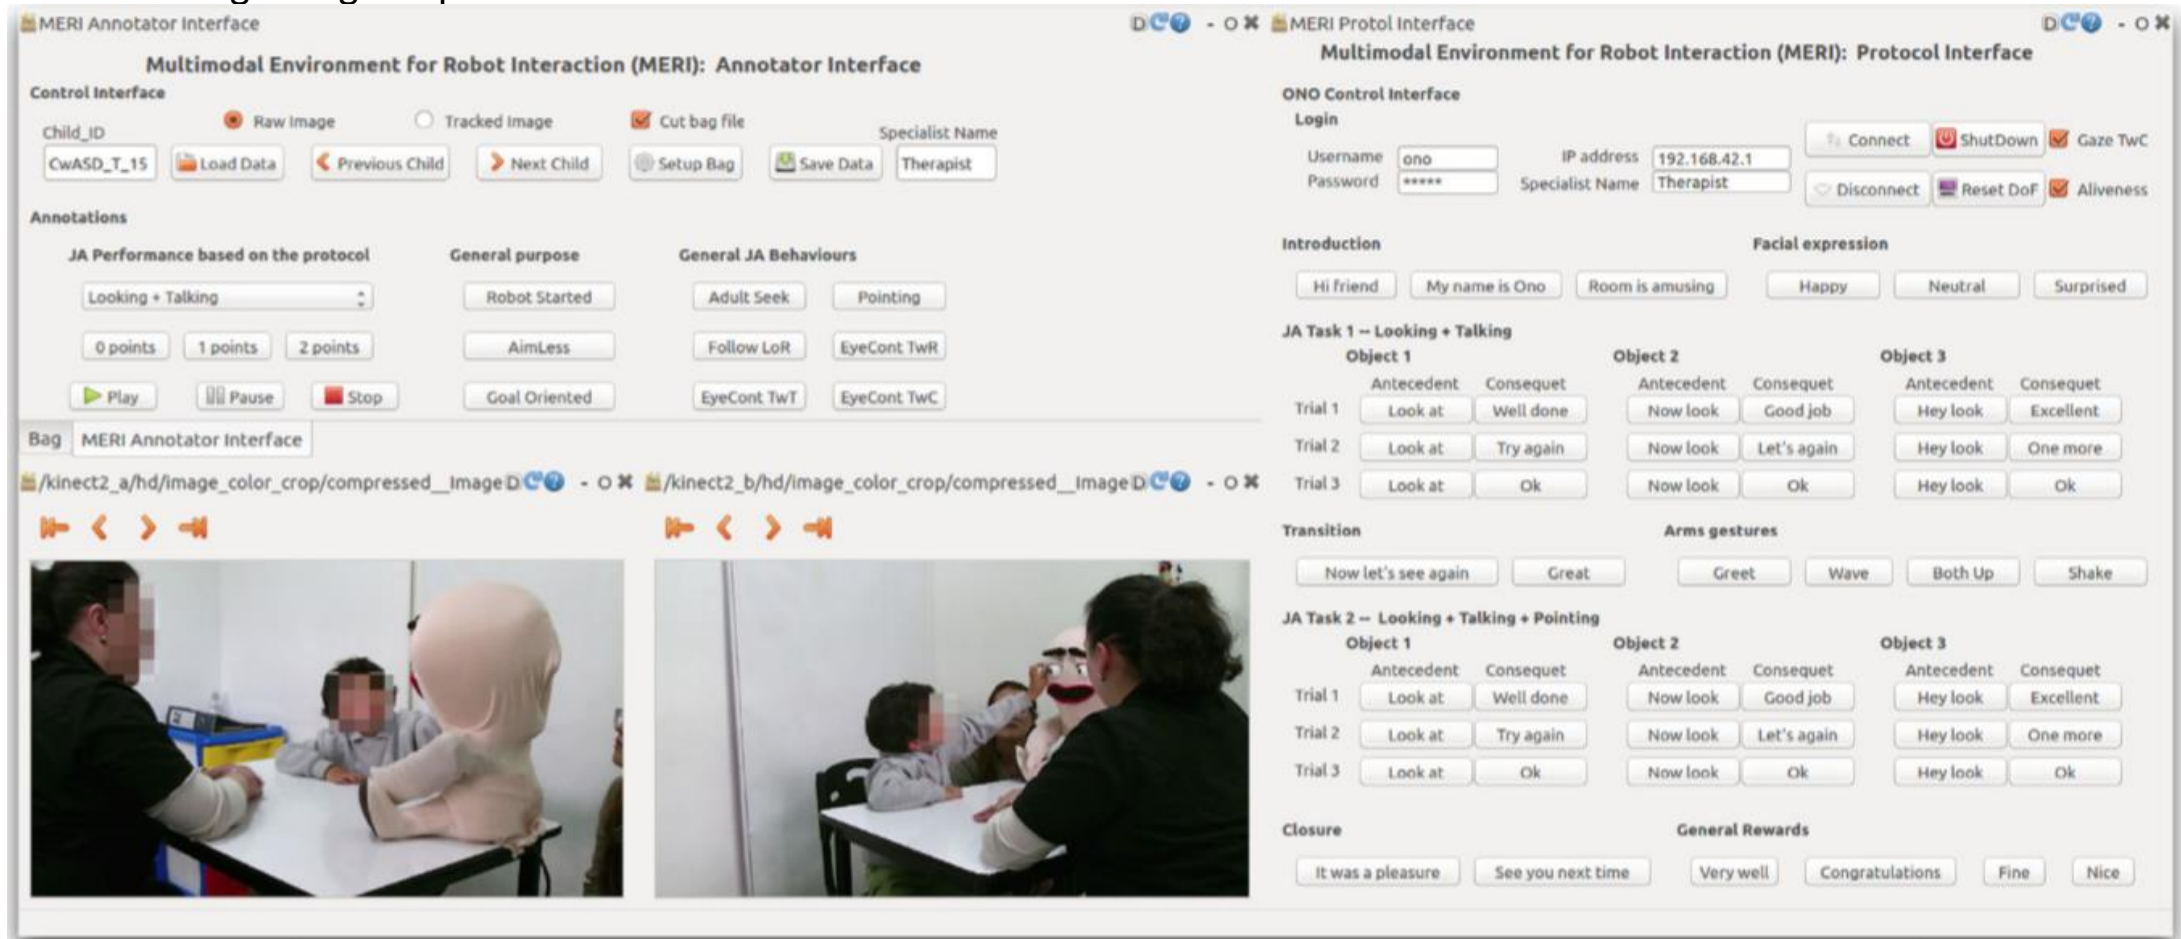 MERI Annotator Interface
Multimodal Environment for Robot Interaction (MERI): Annotator Interface
Control Interface
Raw Image Tracked Image Cut bag file
Child_ID Specialist Name
CwASD_T_15 Load Data Previous Child Next Child Setup Bag Save Data Therapist
Annotations
JA Performance based on the protocol General purpose General JA Behaviours
Looking + Talking Robot Started Adult Seek Pointing
0 points 1 points 2 points AimLess Follow LoR EyeCont TwR
Play Pause Stop Goal Oriented EyeCont TwT EyeCont TwC
Bag MERI Annotator Interface
/kinect2_a/hd/image_color_crop/compressed__Image D - O
/kinect2_b/hd/image_color_crop/compressed__Image D - O
MERI Protol Interface
Multimodal Environment for Robot Interaction (MERI): Protocol Interface
ONO Control Interface
Login
Username ono IP address 192.168.42.1 Connect ShutDown Gaze TwC
Password ***** Specialist Name Therapist Disconnect Reset DoF Aliveness
Introduction Facial expression
Hi friend My name is Ono Room is amusing Happy Neutral Surprised
JA Task 1 -- Looking + Talking
Object 1 Object 2 Object 3
Antecedent Consequet Antecedent Consequet Antecedent Consequet
Trial 1 Look at Well done Now look Good job Hey look Excellent
Trial 2 Look at Try again Now look Let's again Hey look One more
Trial 3 Look at Ok Now look Ok Hey look Ok
Transition Arms gestures
Now let's see again Great Greet Wave Both Up Shake
JA Task 2 -- Looking + Talking + Pointing
Object 1 Object 2 Object 3
Antecedent Consequet Antecedent Consequet Antecedent Consequet
Trial 1 Look at Well done Now look Good job Hey look Excellent
Trial 2 Look at Try again Now look Let's again Hey look One more
Trial 3 Look at Ok Now look Ok Hey look Ok
Closure General Rewards
It was a pleasure See you next time Very well Congratulations Fine Nice